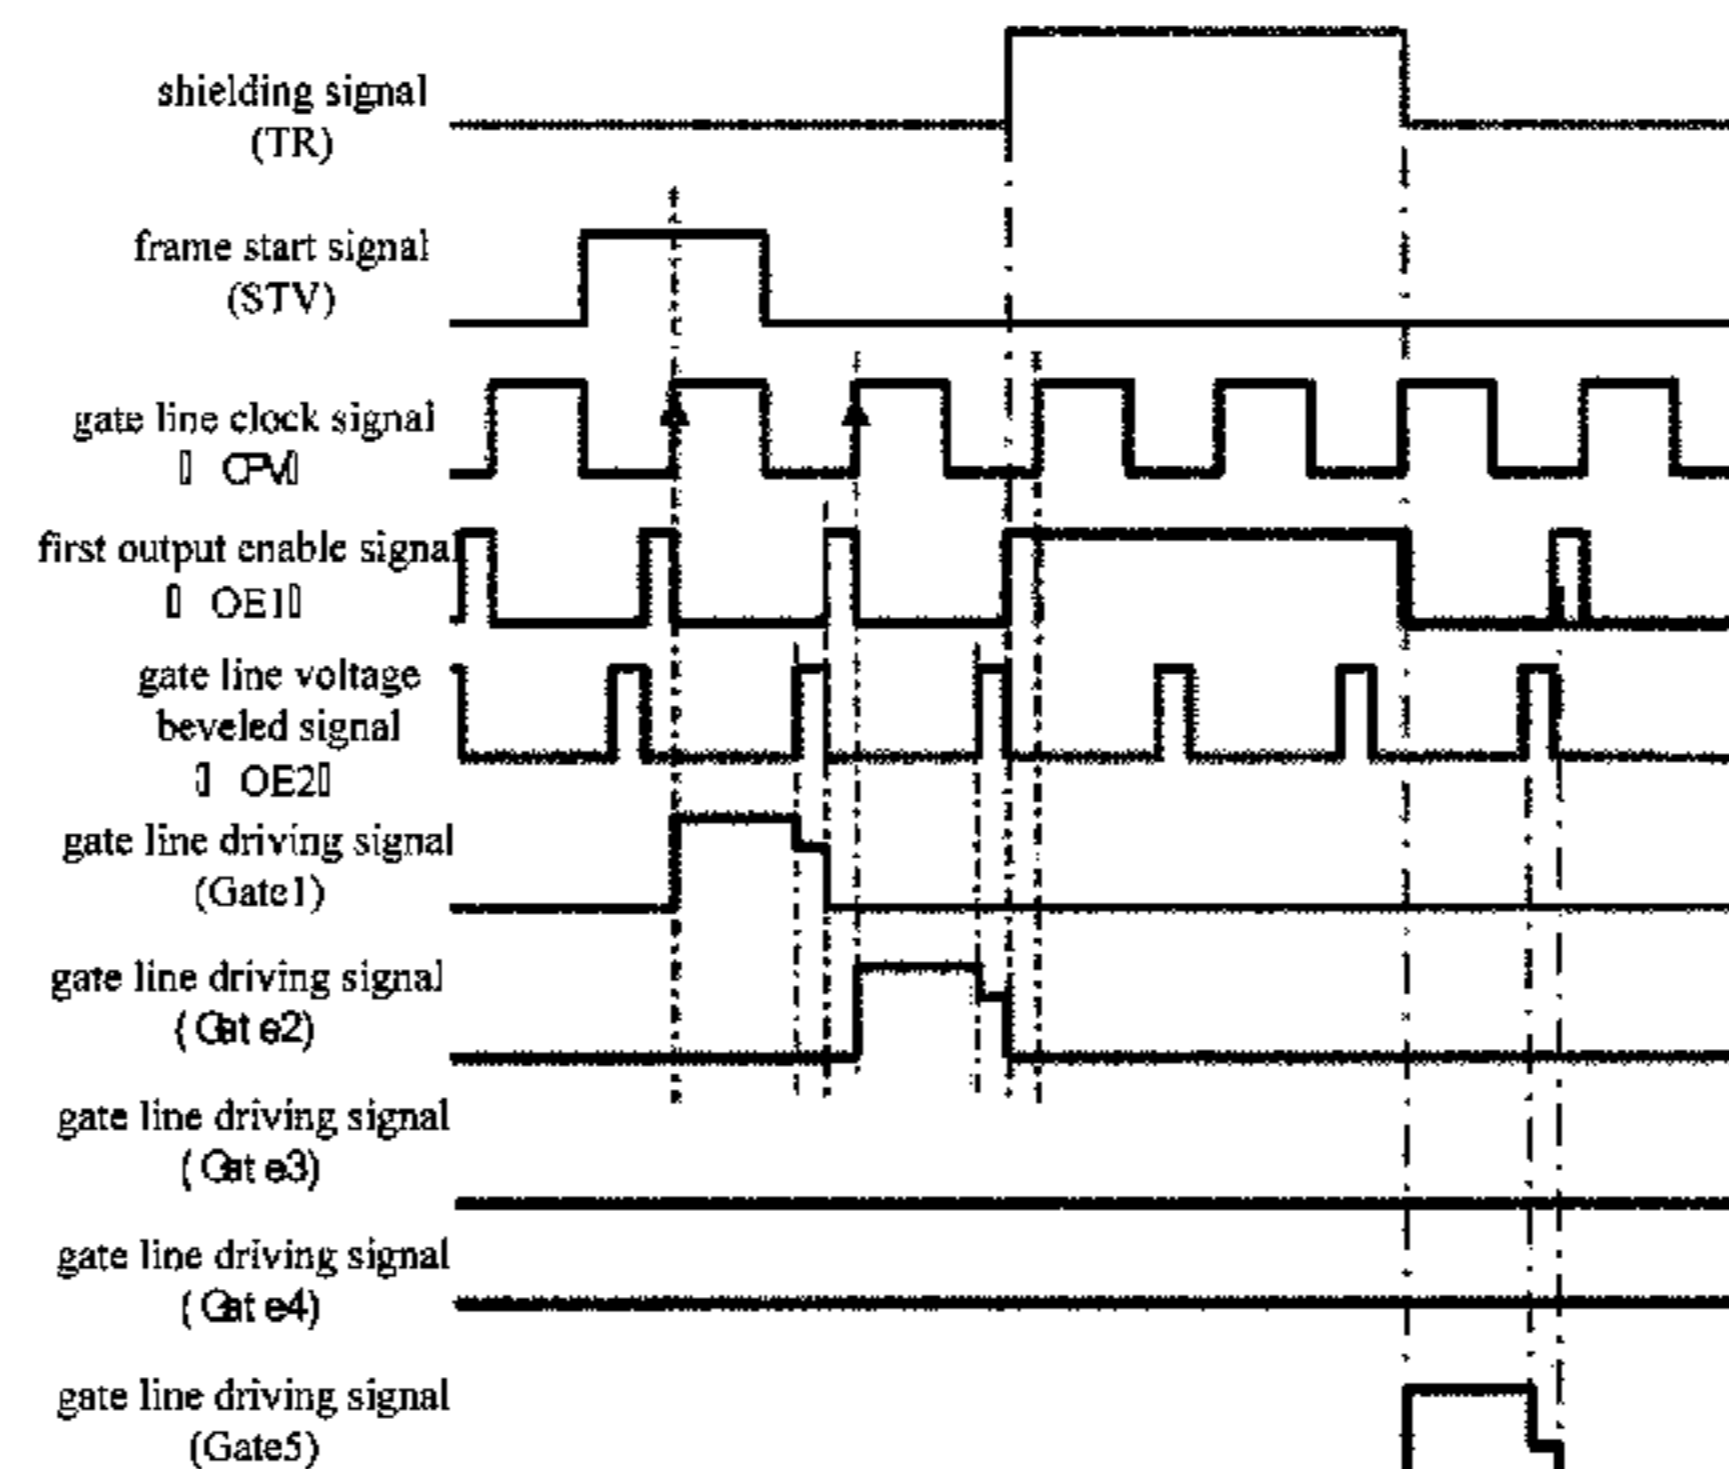 shielding signal
(TR)
frame start signal
(STV)
gate line clock signal
▯ CPV▯
first output enable signal
▯ OE1▯
gate line voltage
beveled signal
▯ OE2▯
gate line driving signal
(Gate1)
gate line driving signal
(Gate2)
gate line driving signal
(Gate3)
gate line driving signal
(Gate4)
gate line driving signal
(Gate5)